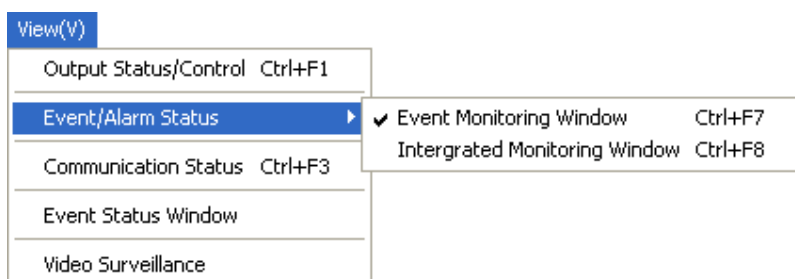 View(V)
Output Status/Control Ctrl+F1
Event/Alarm Status
Event Monitoring Window Ctrl+F7
Intergrated Monitoring Window Ctrl+F8
Communication Status Ctrl+F3
Event Status Window
Video Surveillance